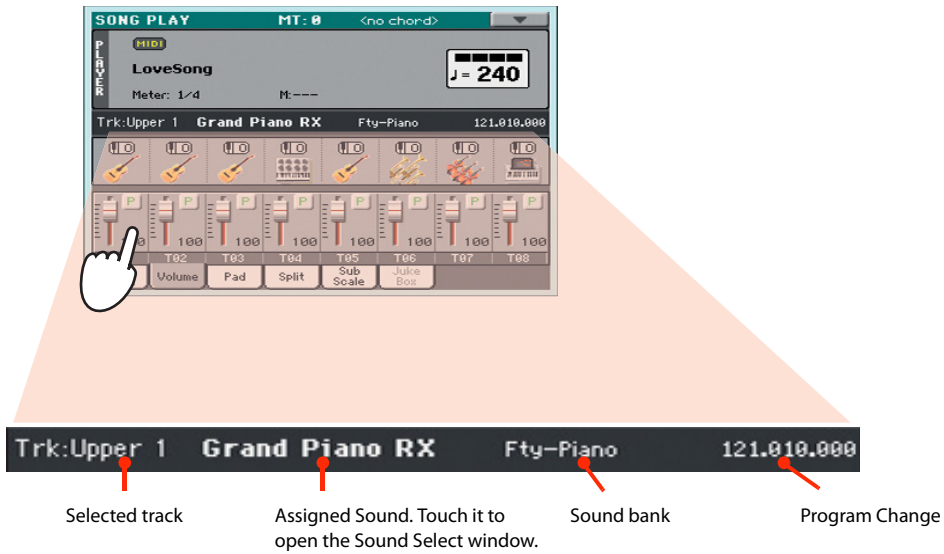 SONG PLAY MT: 0 <no chord>
PLAYER
MIDI
LoveSong
♩= 240
Meter: 1/4 M:---
Trk:Upper 1 Grand Piano RX Fty-Piano 121.010.000
P P P P P P P P
100 100 100 100 100 100 100
T02 T03 T04 T05 T06 T07 T08
Volume Pad Split Sub Scale Juke Box
Trk:Upper 1 Grand Piano RX Fty-Piano 121.010.000
Selected track
Assigned Sound. Touch it to
open the Sound Select window.
Sound bank
Program Change